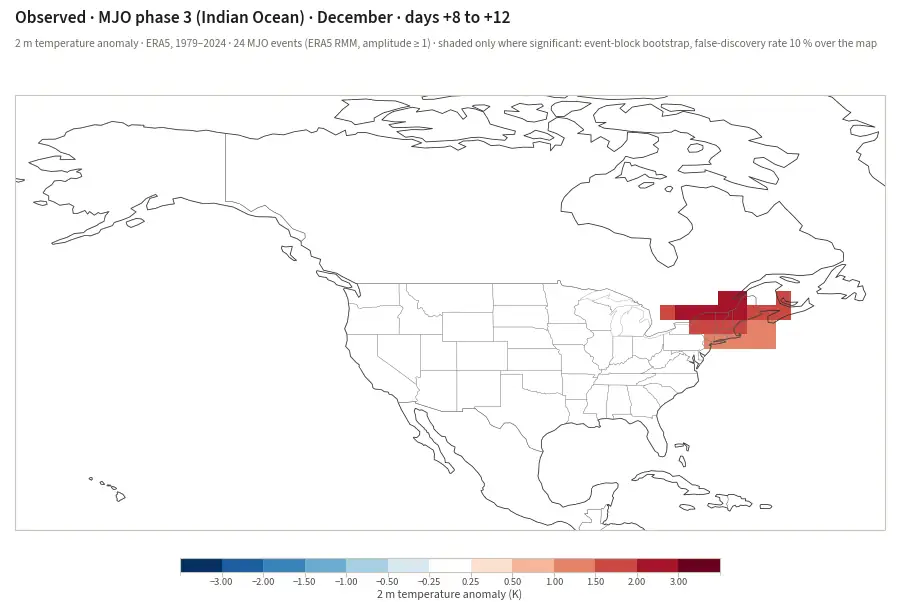 Observed · MJO phase 3 (Indian Ocean) · December · days +8 to +12
2 m temperature anomaly · ERA5, 1979–2024 · 24 MJO events (ERA5 RMM, amplitude ≥ 1) · shaded only where significant: event-block bootstrap, false-discovery rate 10 % over the map
−3.00 −2.00 −1.50 −1.00 −0.50 −0.25 0.25 0.50 1.00 1.50 2.00 3.00
2 m temperature anomaly (K)